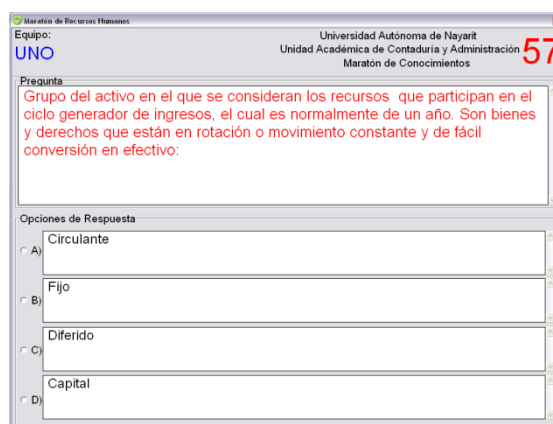 Maratón de Recursos Humanos
Equipo:
UNO
Universidad Autónoma de Nayarit
Unidad Académica de Contaduría y Administración
Maratón de Conocimientos
57
Pregunta
Grupo del activo en el que se consideran los recursos que participan en el
ciclo generador de ingresos, el cual es normalmente de un año. Son bienes
y derechos que están en rotación o movimiento constante y de fácil
conversión en efectivo:
Opciones de Respuesta
A) Circulante
B) Fijo
C) Diferido
D) Capital